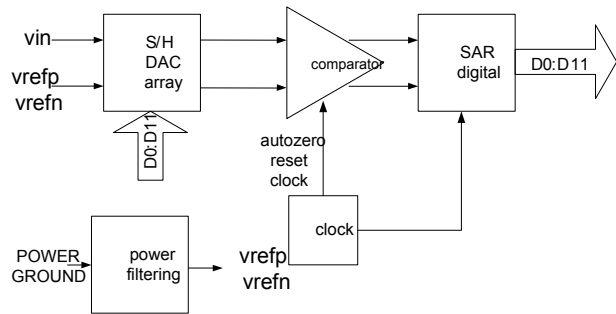 vin
vrefp
vrefn
S/H
DAC
array
D0:D11
comparator
SAR
digital
D0:D11
autozero
reset
clock
clock
POWER
GROUND
power
filtering
vrefp
vrefn